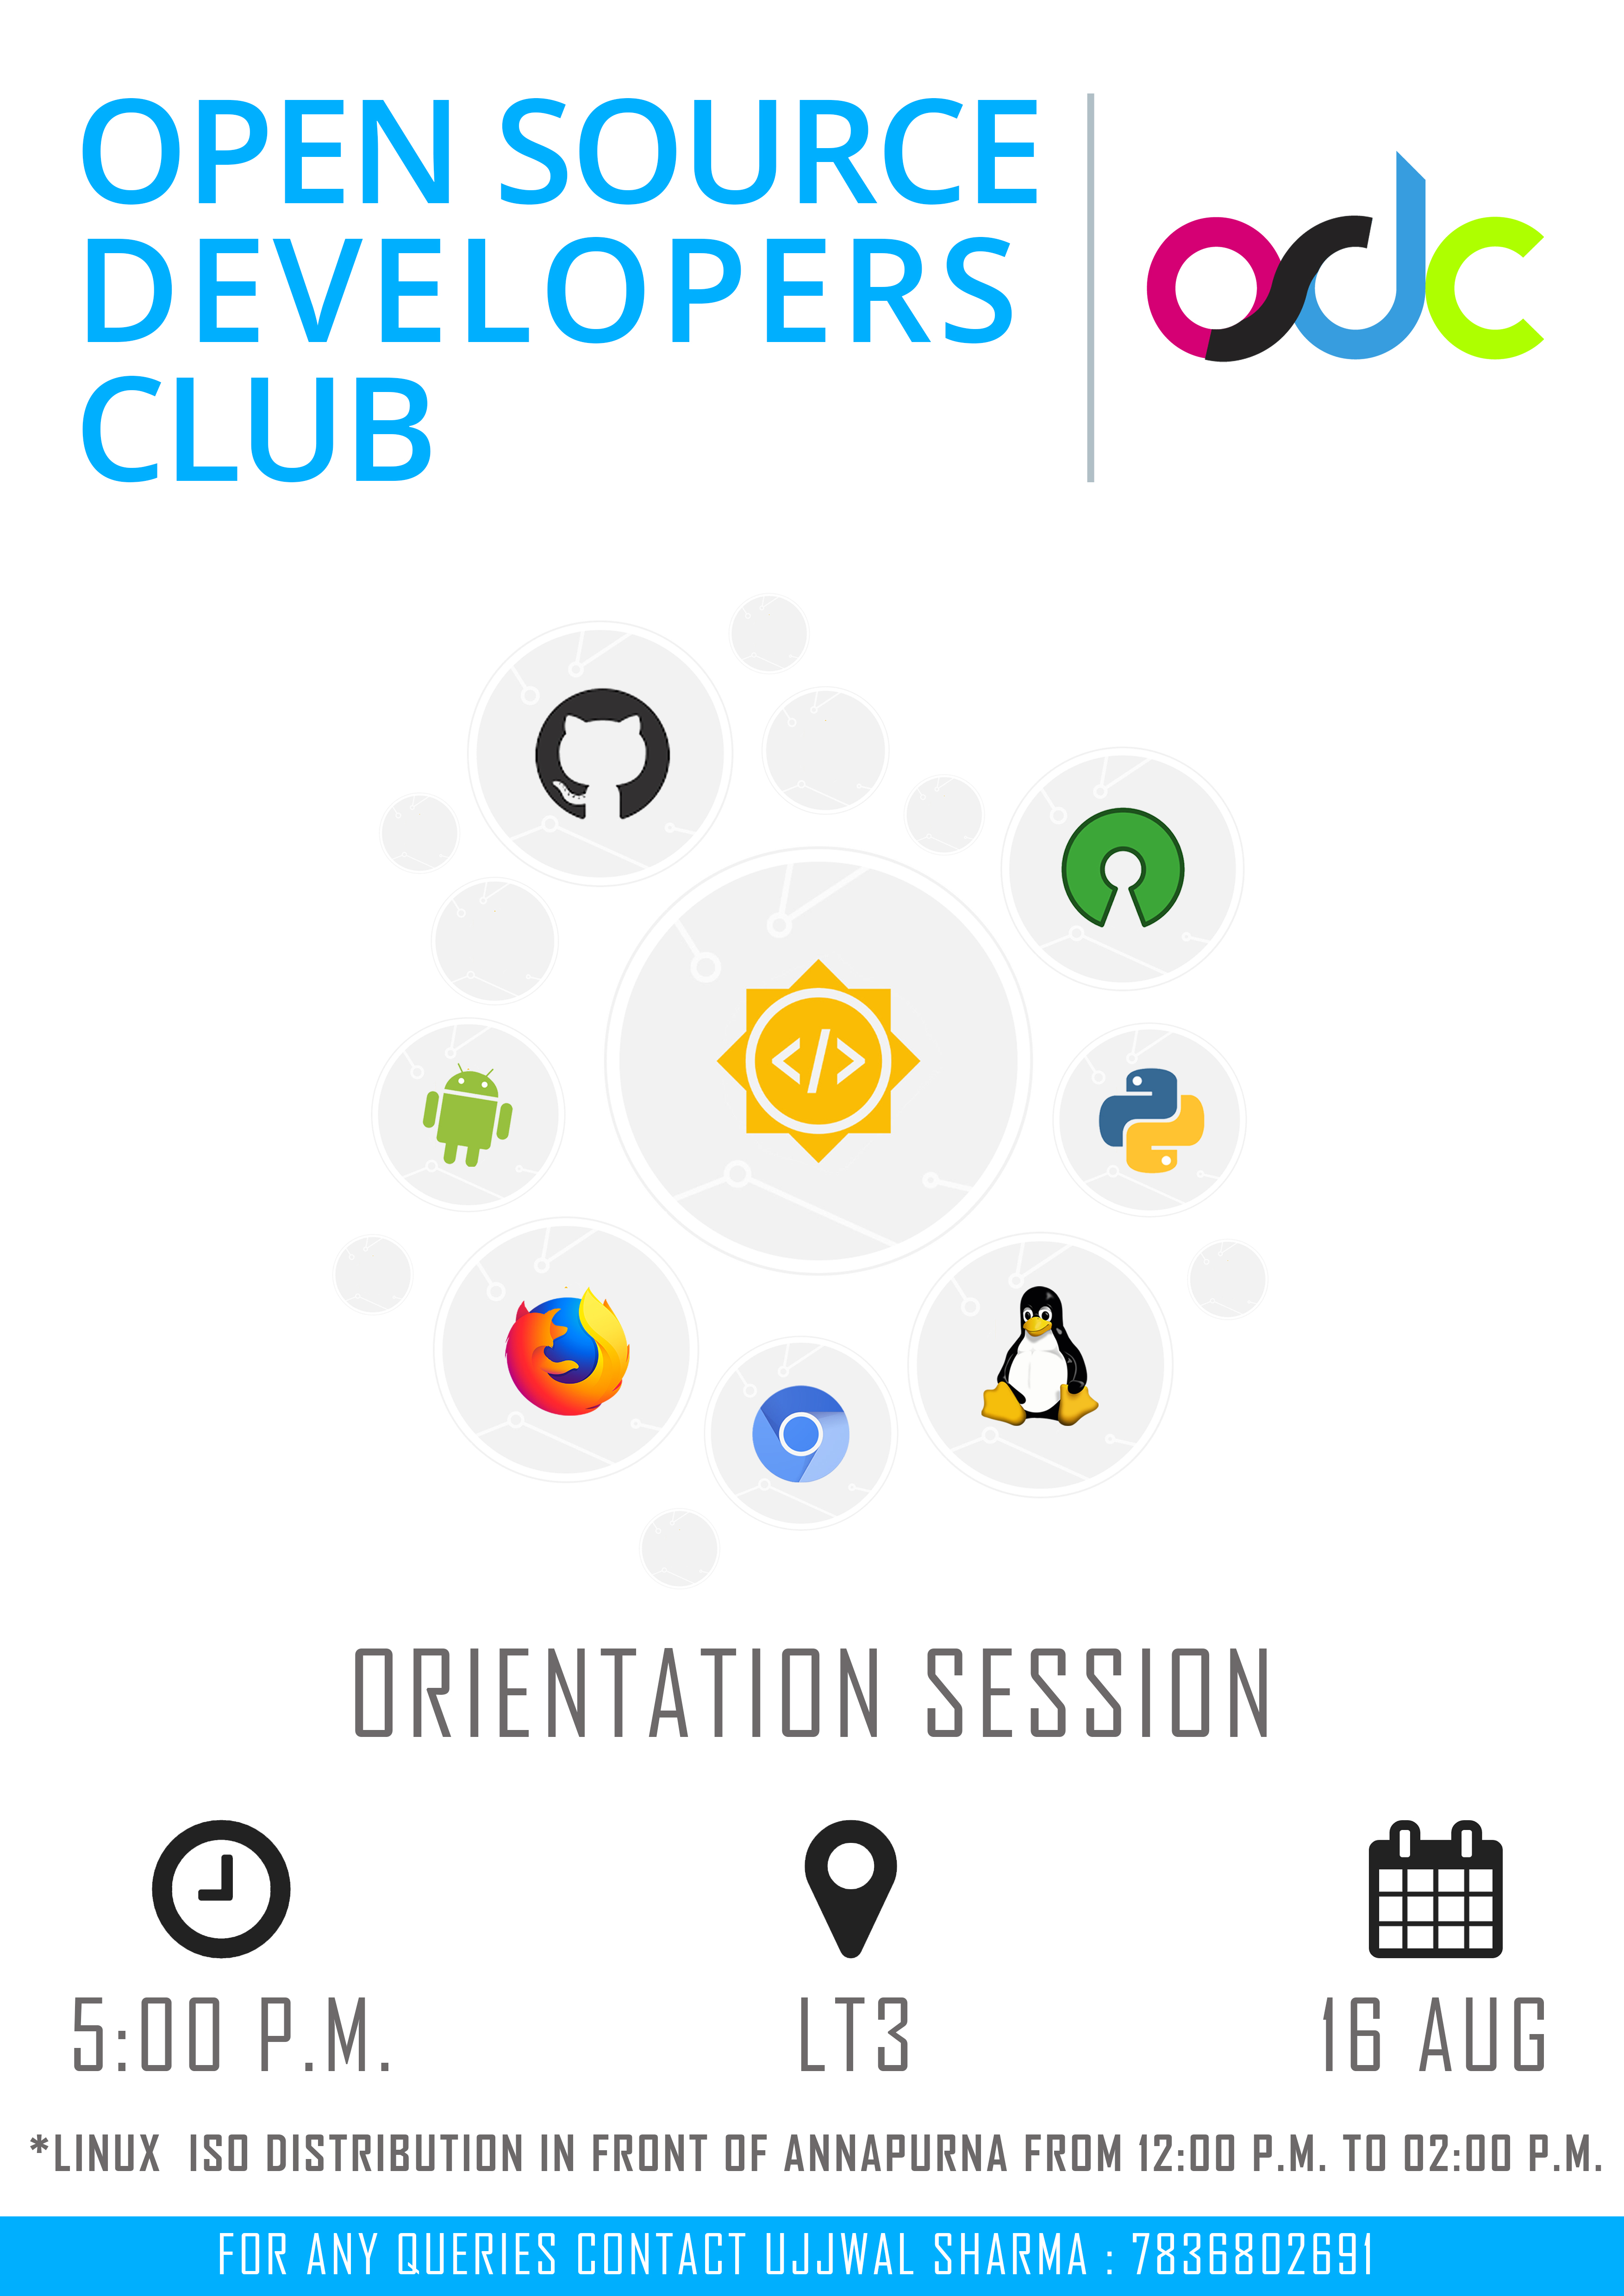 OPEN SOURCE
DEVELOPERS
CLUB
osdc
</>
ORIENTATION SESSION
5:00 P.M.
LT3
16 AUG
*LINUX ISO DISTRIBUTION IN FRONT OF ANNAPURNA FROM 12:00 P.M. TO 02:00 P.M.
FOR ANY QUERIES CONTACT UJJWAL SHARMA : 7836802691